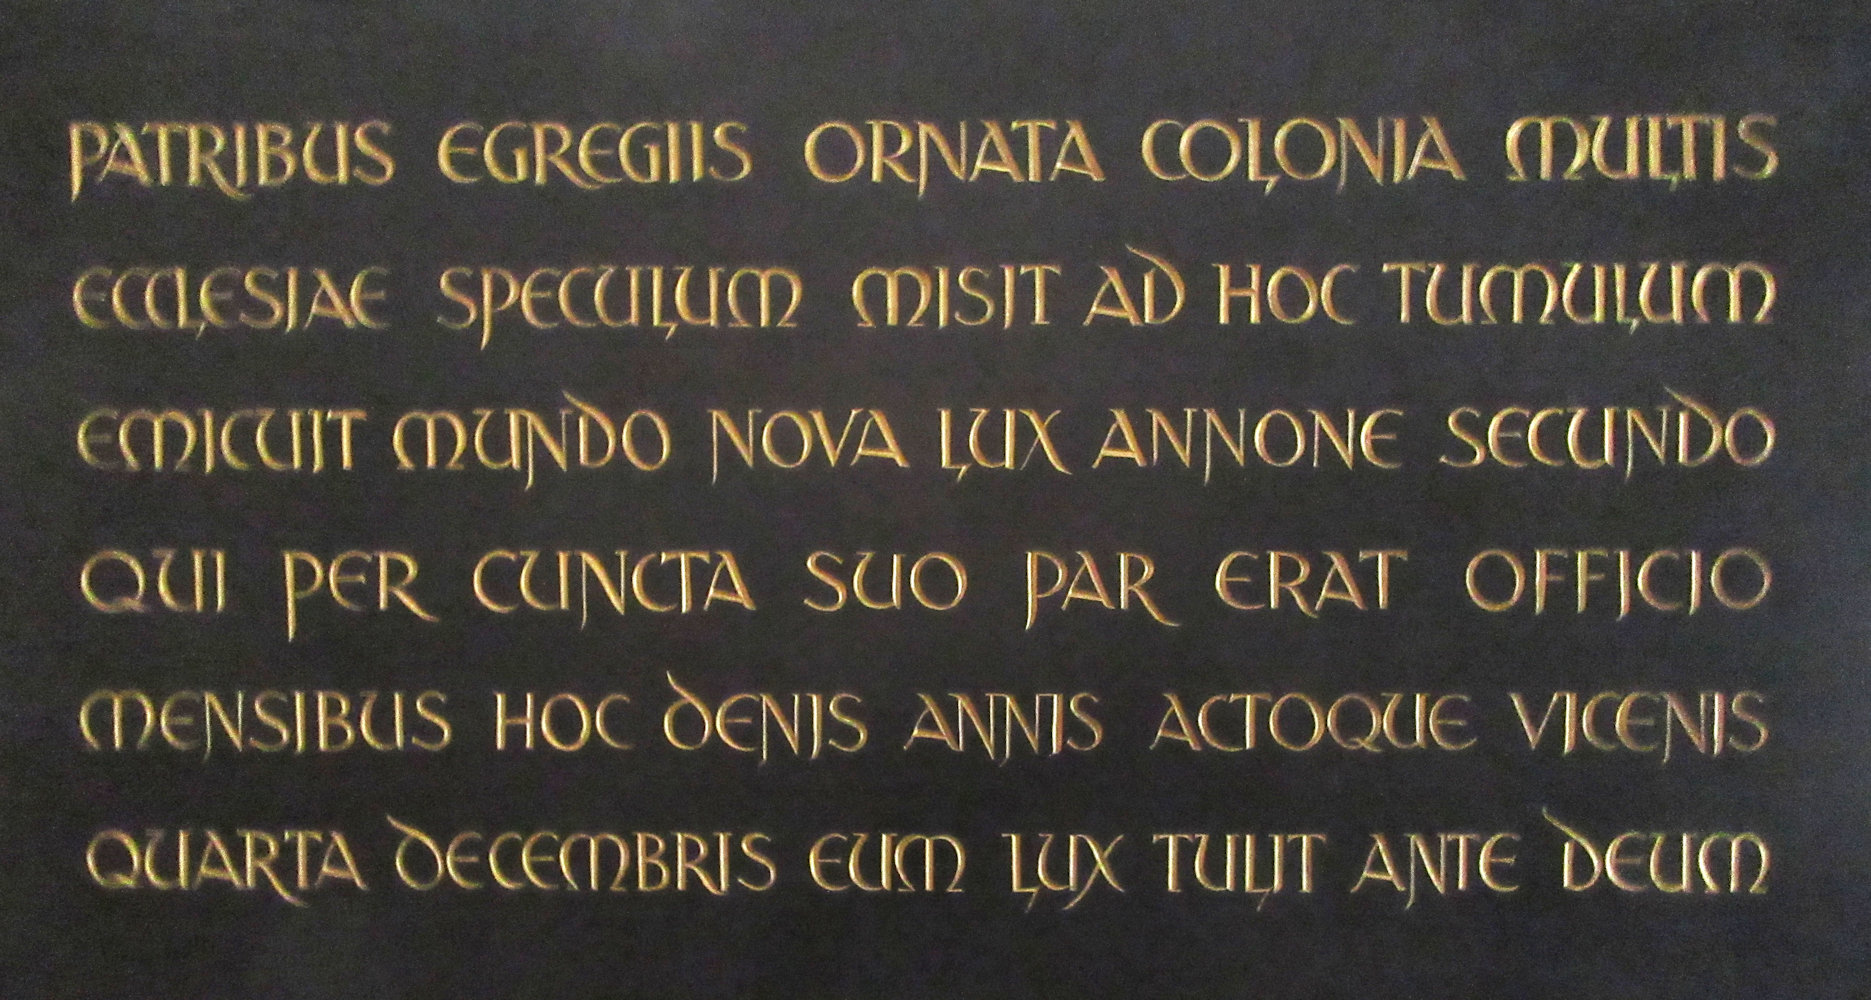 PATRIBUS EGREGIIS ORNATA COLONIA MULTIS
ECCLESIAE SPECULUM MISIT AD HOC TUMULUM
EMICUIT MUNDO NOVA LUX ANNONE SECUNDO
QUI PER CUNCTA SUO PAR ERAT OFFICIO
MENSIBUS HOC DENIS ANNIS ACTOQUE VICENIS
QUARTA DECEMBRIS EUM LUX TULIT ANTE DEUM